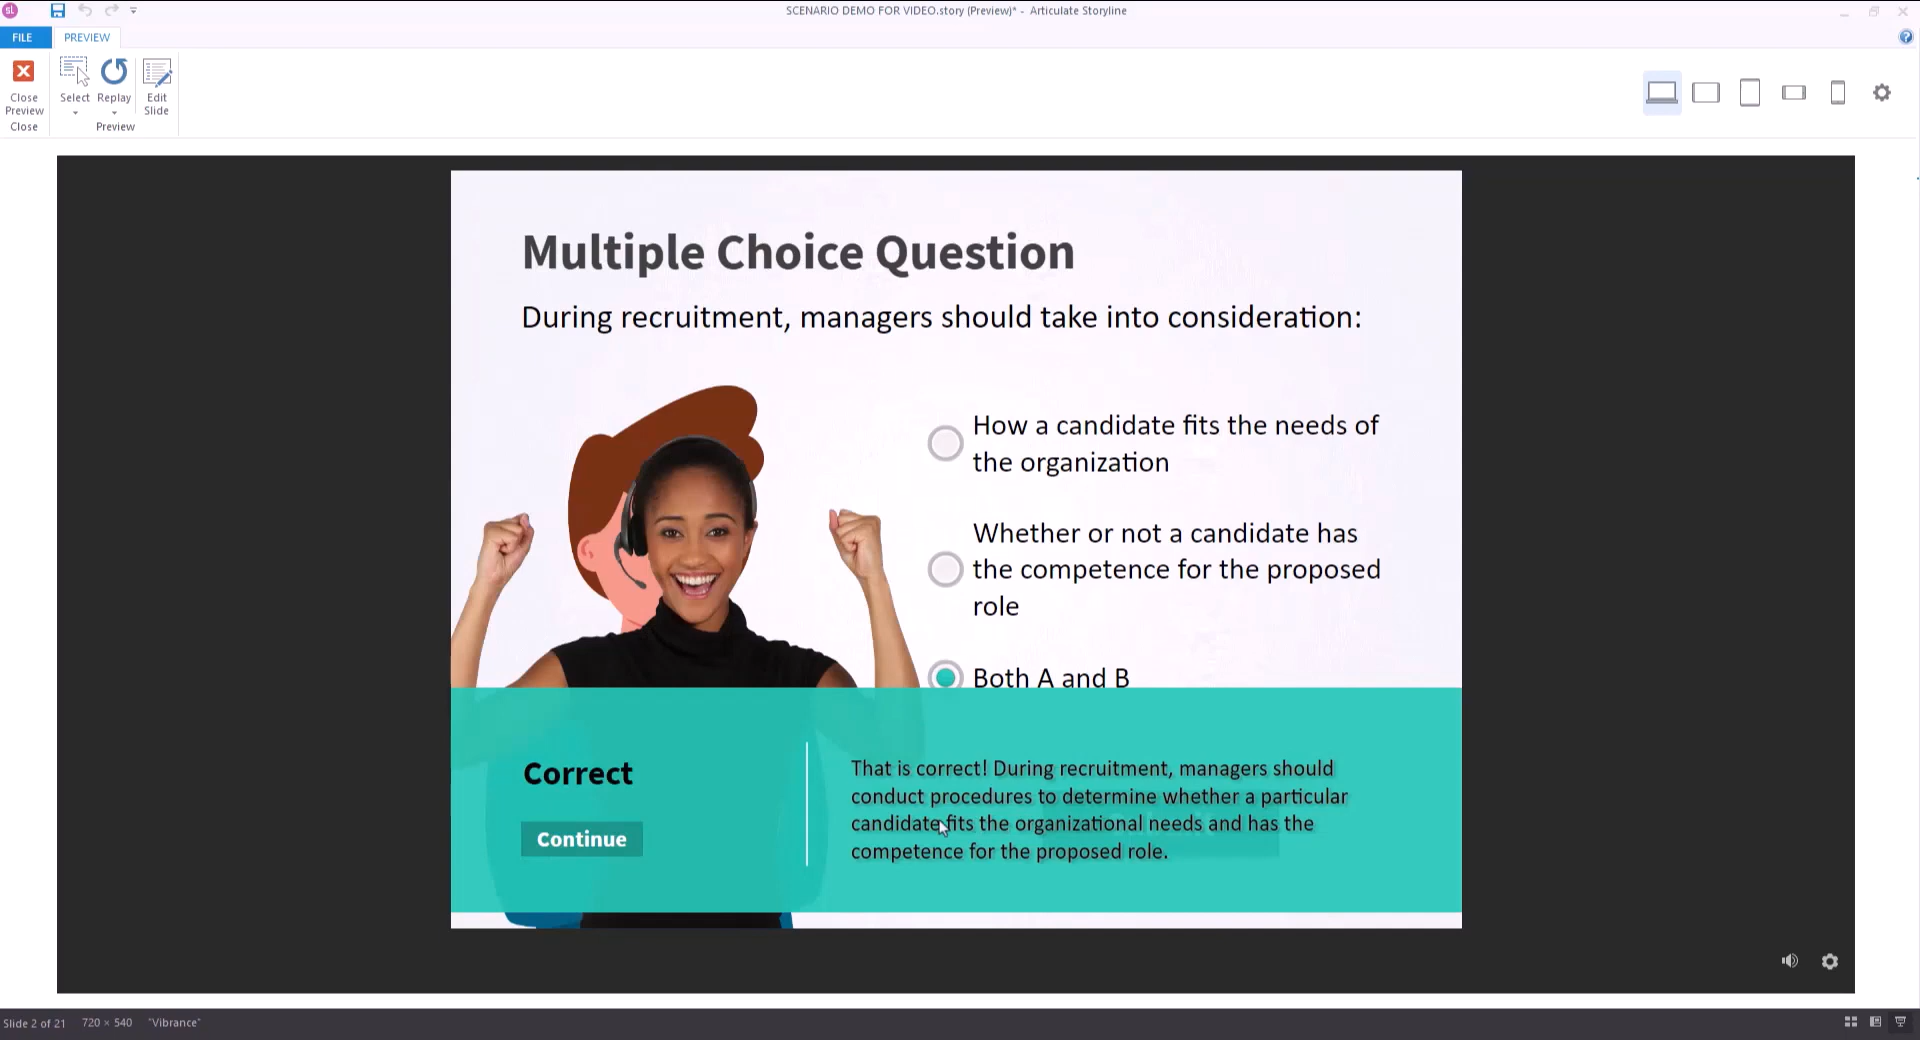 SCENARIO DEMO FOR VIDEO.story (Preview)* - Articulate Storyline
FILE
PREVIEW
Close
Preview
Select
Replay
Edit
Slide
Close
Preview
Multiple Choice Question
During recruitment, managers should take into consideration:
How a candidate fits the needs of
the organization
Whether or not a candidate has
the competence for the proposed
role
Both A and B
Correct
Continue
That is correct! During recruitment, managers should
conduct procedures to determine whether a particular
candidate fits the organizational needs and has the
competence for the proposed role.
Slide 2 of 21
720 × 540
"Vibrance"